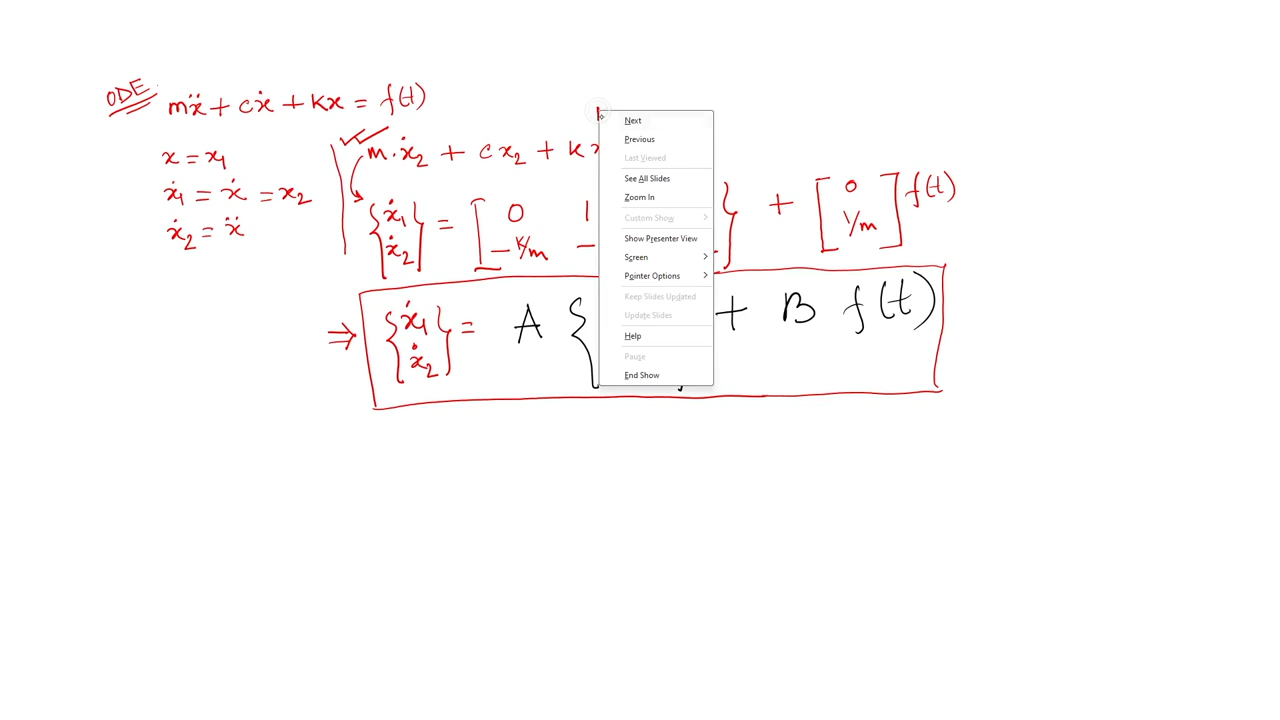 ODE:
mẍ + cẋ + kx = f(t)
x = x₁
ẋ₁ = ẋ = x₂
ẋ₂ = ẍ
m.ẋ₂ + cx₂ + k
{ẋ₁ ẋ₂} = [0 1
-k/m -
+ [0 1/m] f(t)
⇒ {ẋ₁ ẋ₂} = A { + B f(t)
Next
Previous
Last Viewed
See All Slides
Zoom In
Custom Show
Show Presenter View
Screen
Pointer Options
Keep Slides Updated
Update Slides
Help
Pause
End Show